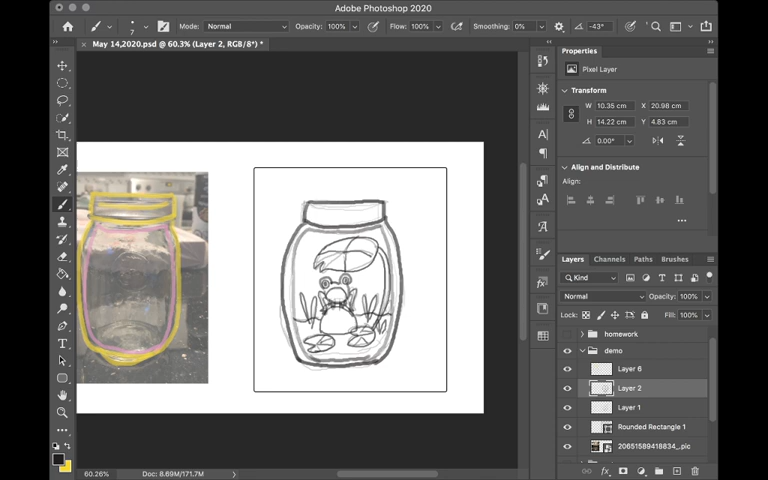 Adobe Photoshop 2020
7 Mode: Normal Opacity: 100% Flow: 100% Smoothing: 0% -43°
× May 14,2020.psd @ 60.3% (Layer 2, RGB/8*) *
Properties
Pixel Layer
Transform
W 10.35 cm X 20.98 cm
H 14.22 cm Y 4.83 cm
0.00°
Align and Distribute
Align:
Layers Channels Paths Brushes
Kind
Normal Opacity: 100%
Lock: Fill: 100%
homework
demo
Layer 6
Layer 2
Layer 1
Rounded Rectangle 1
20651589418834_.pic
60.26% Doc: 8.69M/171.7M